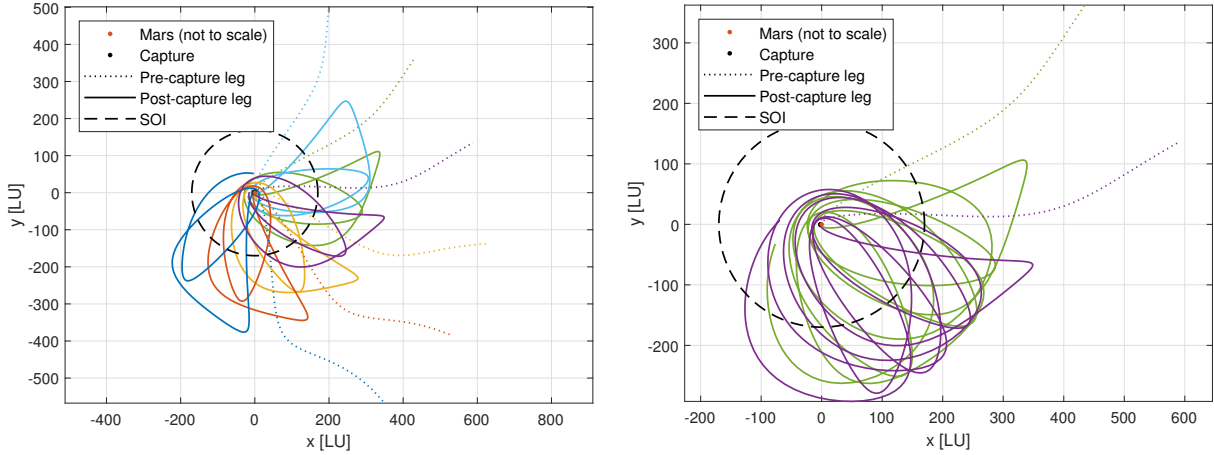 500
400
300
200
100
0
-100
-200
-300
-400
-500
y [LU]
-400 -200 0 200 400 600 800
x [LU]
Mars (not to scale)
Capture
Pre-capture leg
Post-capture leg
SOI
300
200
100
0
-100
-200
y [LU]
-200 -100 0 100 200 300 400 500 600
x [LU]
Mars (not to scale)
Capture
Pre-capture leg
Post-capture leg
SOI